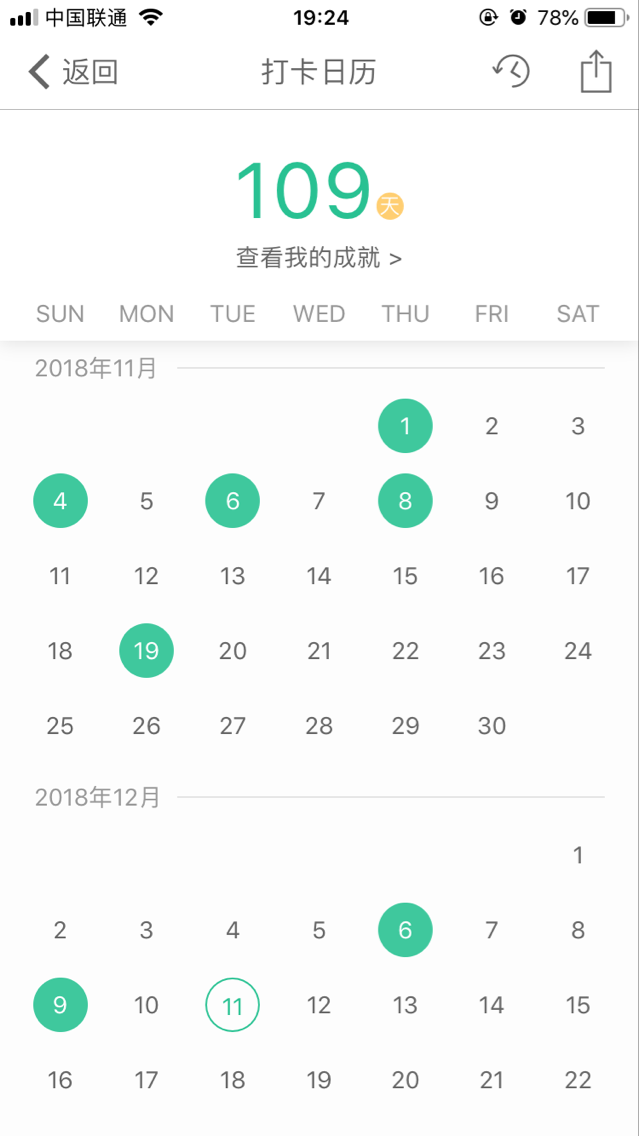 中国联通 19:24 78%
返回 打卡日历
109天
查看我的成就 >
SUN MON TUE WED THU FRI SAT
2018年11月
1 2 3
4 5 6 7 8 9 10
11 12 13 14 15 16 17
18 19 20 21 22 23 24
25 26 27 28 29 30
2018年12月
1
2 3 4 5 6 7 8
9 10 11 12 13 14 15
16 17 18 19 20 21 22